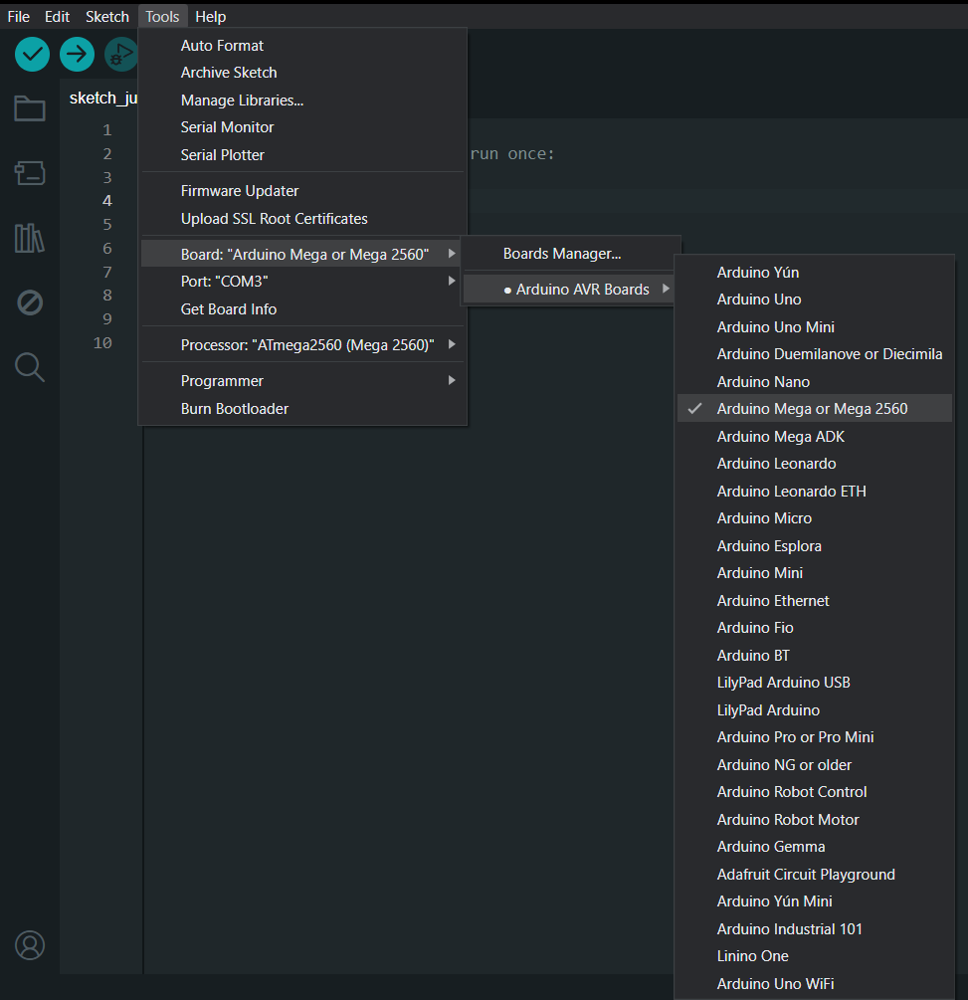 File Edit Sketch Tools Help
sketch_ju
1
2
3
4
5
6
7
8
9
10
run once:
Auto Format
Archive Sketch
Manage Libraries...
Serial Monitor
Serial Plotter
Firmware Updater
Upload SSL Root Certificates
Board: "Arduino Mega or Mega 2560"
Port: "COM3"
Get Board Info
Processor: "ATmega2560 (Mega 2560)"
Programmer
Burn Bootloader
Boards Manager...
● Arduino AVR Boards
Arduino Yún
Arduino Uno
Arduino Uno Mini
Arduino Duemilanove or Diecimila
Arduino Nano
Arduino Mega or Mega 2560
Arduino Mega ADK
Arduino Leonardo
Arduino Leonardo ETH
Arduino Micro
Arduino Esplora
Arduino Mini
Arduino Ethernet
Arduino Fio
Arduino BT
LilyPad Arduino USB
LilyPad Arduino
Arduino Pro or Pro Mini
Arduino NG or older
Arduino Robot Control
Arduino Robot Motor
Arduino Gemma
Adafruit Circuit Playground
Arduino Yún Mini
Arduino Industrial 101
Linino One
Arduino Uno WiFi